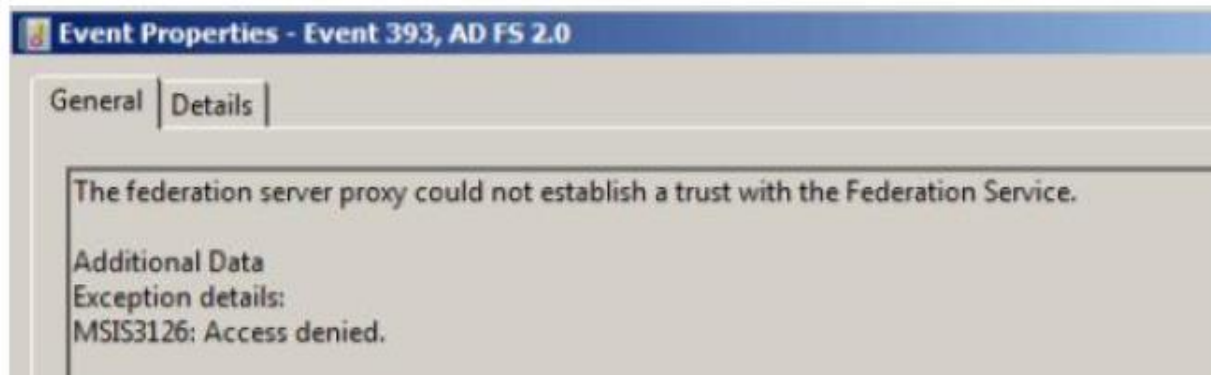 Event Properties - Event 393, AD FS 2.0
General Details
The federation server proxy could not establish a trust with the Federation Service.
Additional Data
Exception details:
MSIS3126: Access denied.